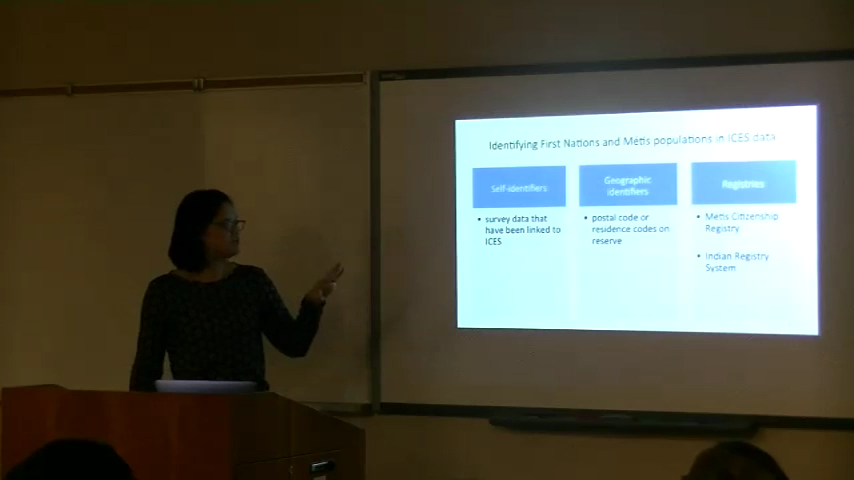 Identifying First Nations and Metis populations in ICES data
Self-identifiers
• survey data that
have been linked to
ICES
Geographic
identifiers
• postal code or
residence codes on
reserve
Registries
• Metis Citizenship
Registry
• Indian Registry
System